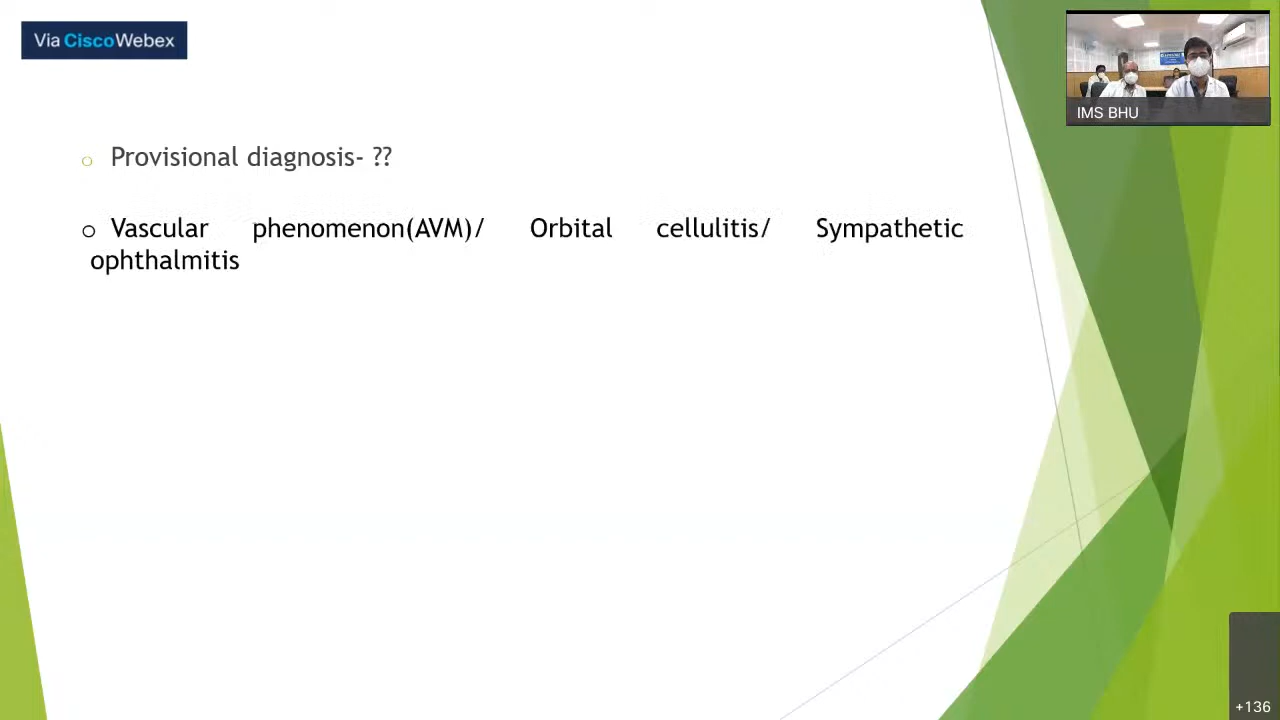 Via CiscoWebex
IMS BHU
o Provisional diagnosis- ??
o Vascular phenomenon(AVM)/ Orbital cellulitis/ Sympathetic
ophthalmitis
+136